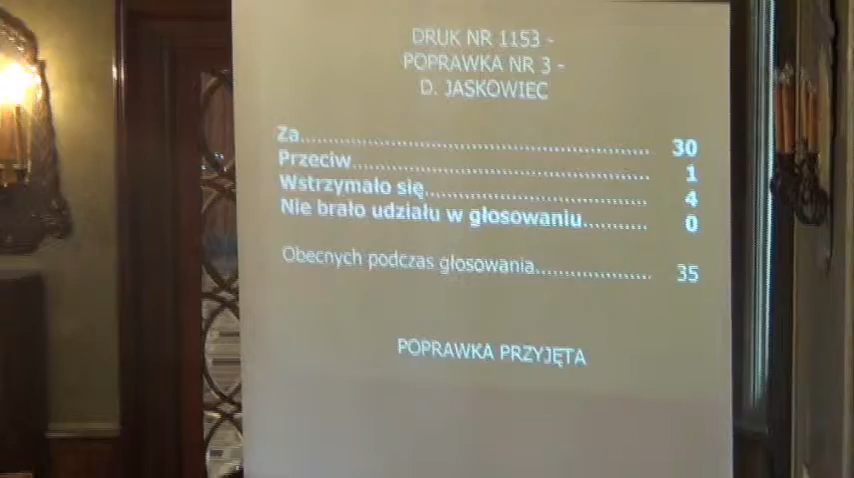 DRUK NR 1153 -
POPRAWKA NR 3 -
D. JASKOWIEC
Za.......................................................... 30
Przeciw.................................................. 1
Wstrzymało się..................................... 4
Nie brało udziału w głosowaniu.......... 0
Obecnych podczas głosowania.................. 35
POPRAWKA PRZYJĘTA